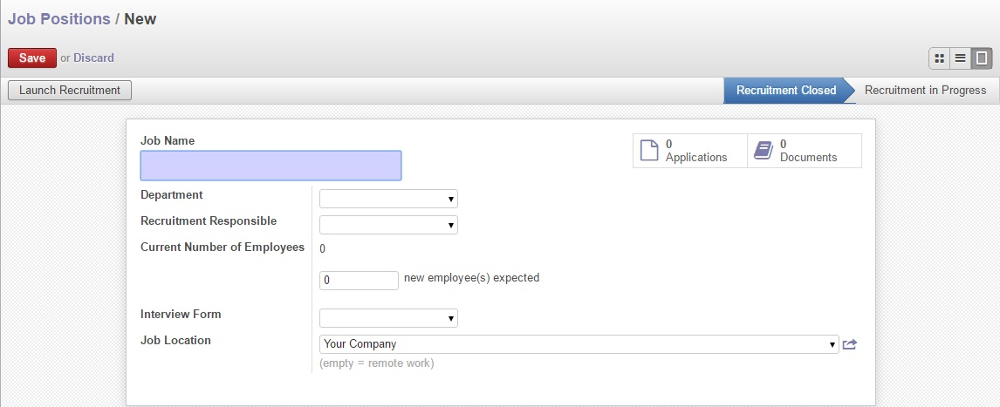 Job Positions / New
Save or Discard
Launch Recruitment
Recruitment Closed
Recruitment in Progress
Job Name
0
Applications
0
Documents
Department
Recruitment Responsible
Current Number of Employees 0
0 new employee(s) expected
Interview Form
Job Location Your Company
(empty = remote work)